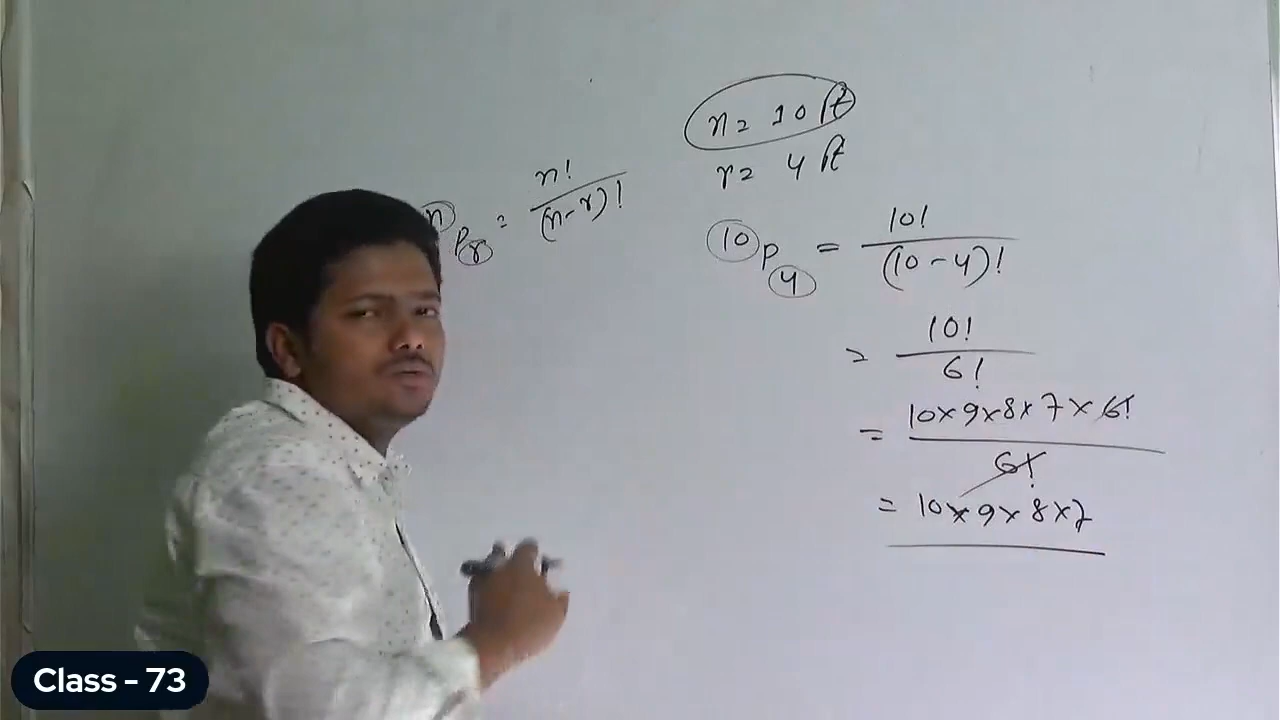 n = 10 ft
r = 4 ft
nPr = n! / (n-r)!
10P4 = 10! / (10-4)!
= 10! / 6!
= 10×9×8×7×6! / 6!
= 10×9×8×7
Class - 73